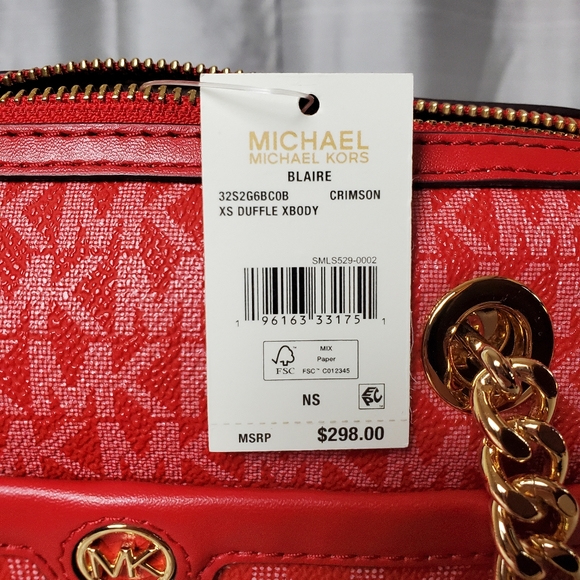 MICHAEL
MICHAEL KORS
BLAIRE
32S2G6BC0B CRIMSON
XS DUFFLE XBODY
SMLS529-0002
1 96163 33175 1
FSC
MIX
Paper
FSC™ C012345
NS EPC
MSRP $298.00
MK